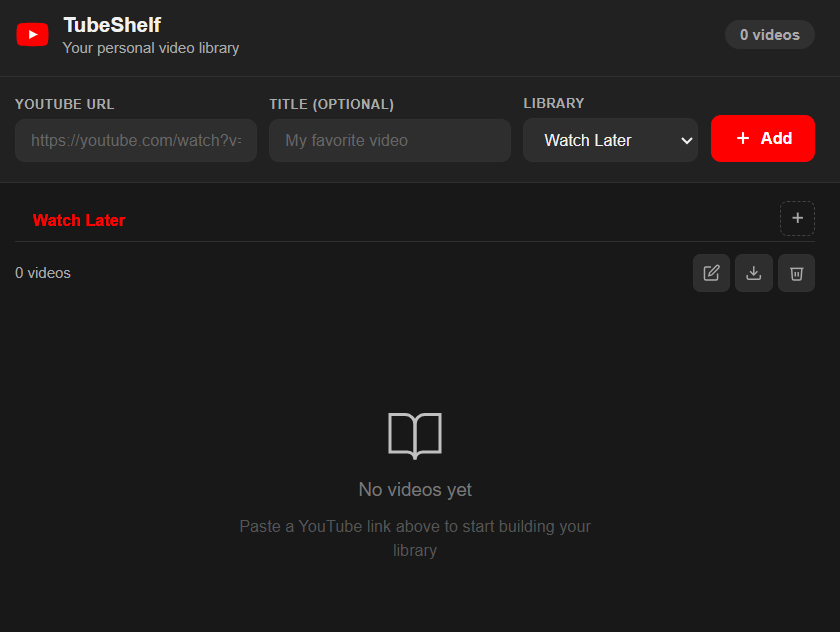 TubeShelf
Your personal video library
0 videos
YOUTUBE URL
TITLE (OPTIONAL)
LIBRARY
https://youtube.com/watch?v=
My favorite video
Watch Later
+ Add
Watch Later
+
0 videos
No videos yet
Paste a YouTube link above to start building your
library